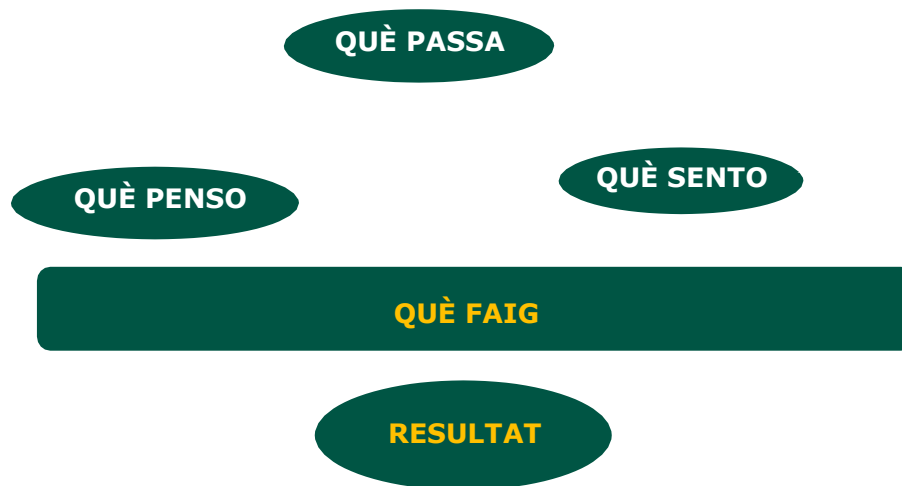 QUÈ PASSA
QUÈ PENSO
QUÈ SENTO
QUÈ FAIG
RESULTAT